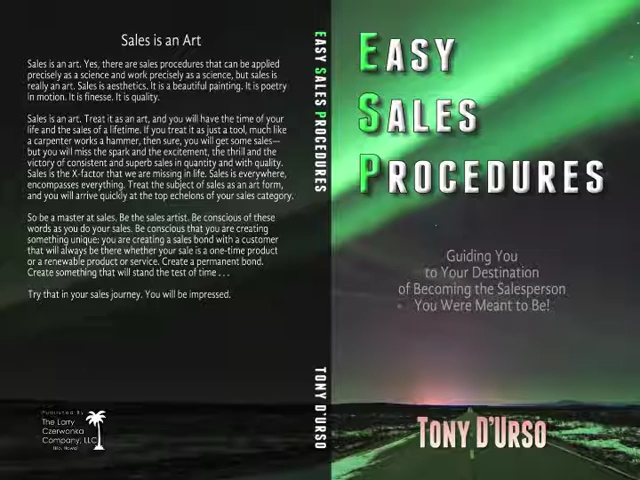 Sales is an Art
Sales is an art. Yes, there are sales procedures that can be applied
precisely as a science and work precisely as a science, but sales is
really an art. Sales is aesthetics. It is a beautiful painting. It is poetry
in motion. It is finesse. It is quality.
Sales is an art. Treat it as an art, and you will have the time of your
life and the sales of a lifetime. If you treat it as just a tool, much like
a carpenter works a hammer, then sure, you will get some sales—
but you will miss the spark and the excitement, the thrill and the
victory of consistent and superb sales in quantity and with quality.
Sales is the X-factor that we are missing in life. Sales is everywhere,
encompasses everything. Treat the subject of sales as an art form,
and you will arrive quickly at the top echelons of your sales category.
So be a master at sales. Be the sales artist. Be conscious of these
words as you do your sales. Be conscious that you are creating
something unique; you are creating a sales bond with a customer
that will always be there whether your sale is a one-time product
or a renewable product or service. Create a permanent bond.
Create something that will stand the test of time . . .
Try that in your sales journey. You will be impressed.
Published By
The Larry
Czerwonka
Company, LLC
Hilo, Hawaii
EASY SALES PROCEDURES
TONY D'URSO
EASY
SALES
PROCEDURES
Guiding You
to Your Destination
of Becoming the Salesperson
You Were Meant to Be!
TONY D'URSO